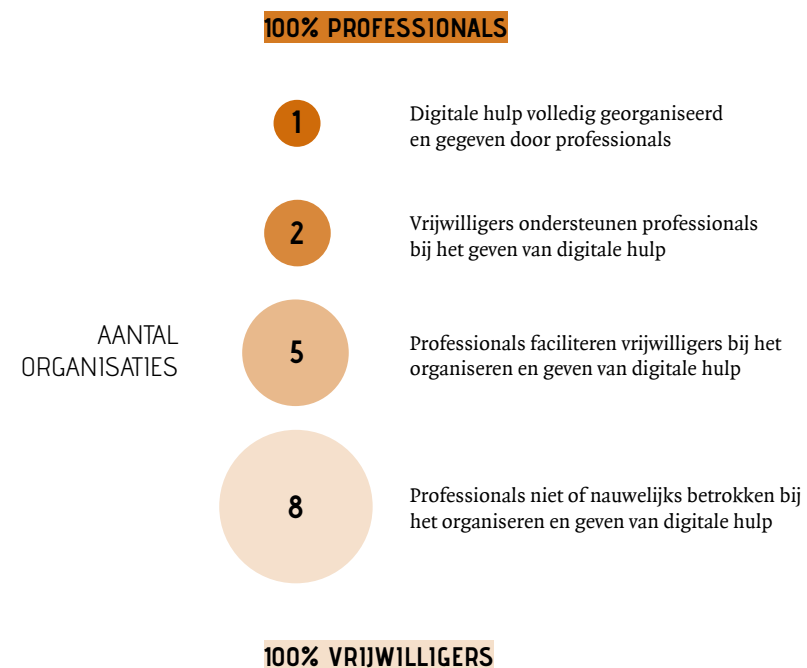 100% PROFESSIONALS
1
Digitale hulp volledig georganiseerd
en gegeven door professionals
2
Vrijwilligers ondersteunen professionals
bij het geven van digitale hulp
AANTAL
ORGANISATIES
5
Professionals faciliteren vrijwilligers bij het
organiseren en geven van digitale hulp
8
Professionals niet of nauwelijks betrokken bij
het organiseren en geven van digitale hulp
100% VRIJWILLIGERS